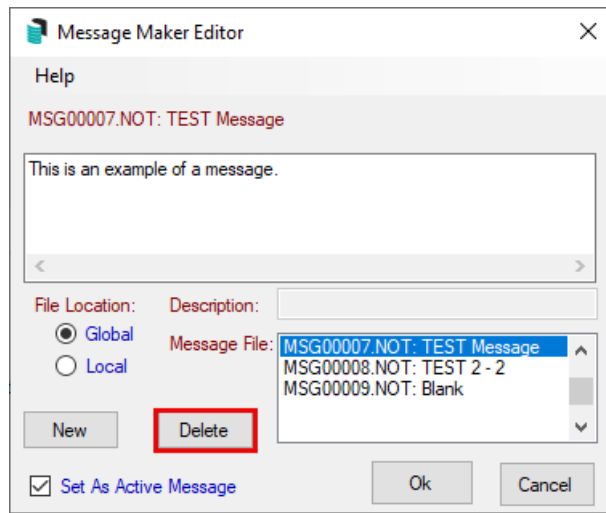 Message Maker Editor
Help
MSG00007.NOT: TEST Message
This is an example of a message.
File Location:
Description:
Global
Local
Message File:
MSG00007.NOT: TEST Message
MSG00008.NOT: TEST 2 - 2
MSG00009.NOT: Blank
New
Delete
Set As Active Message
Ok
Cancel